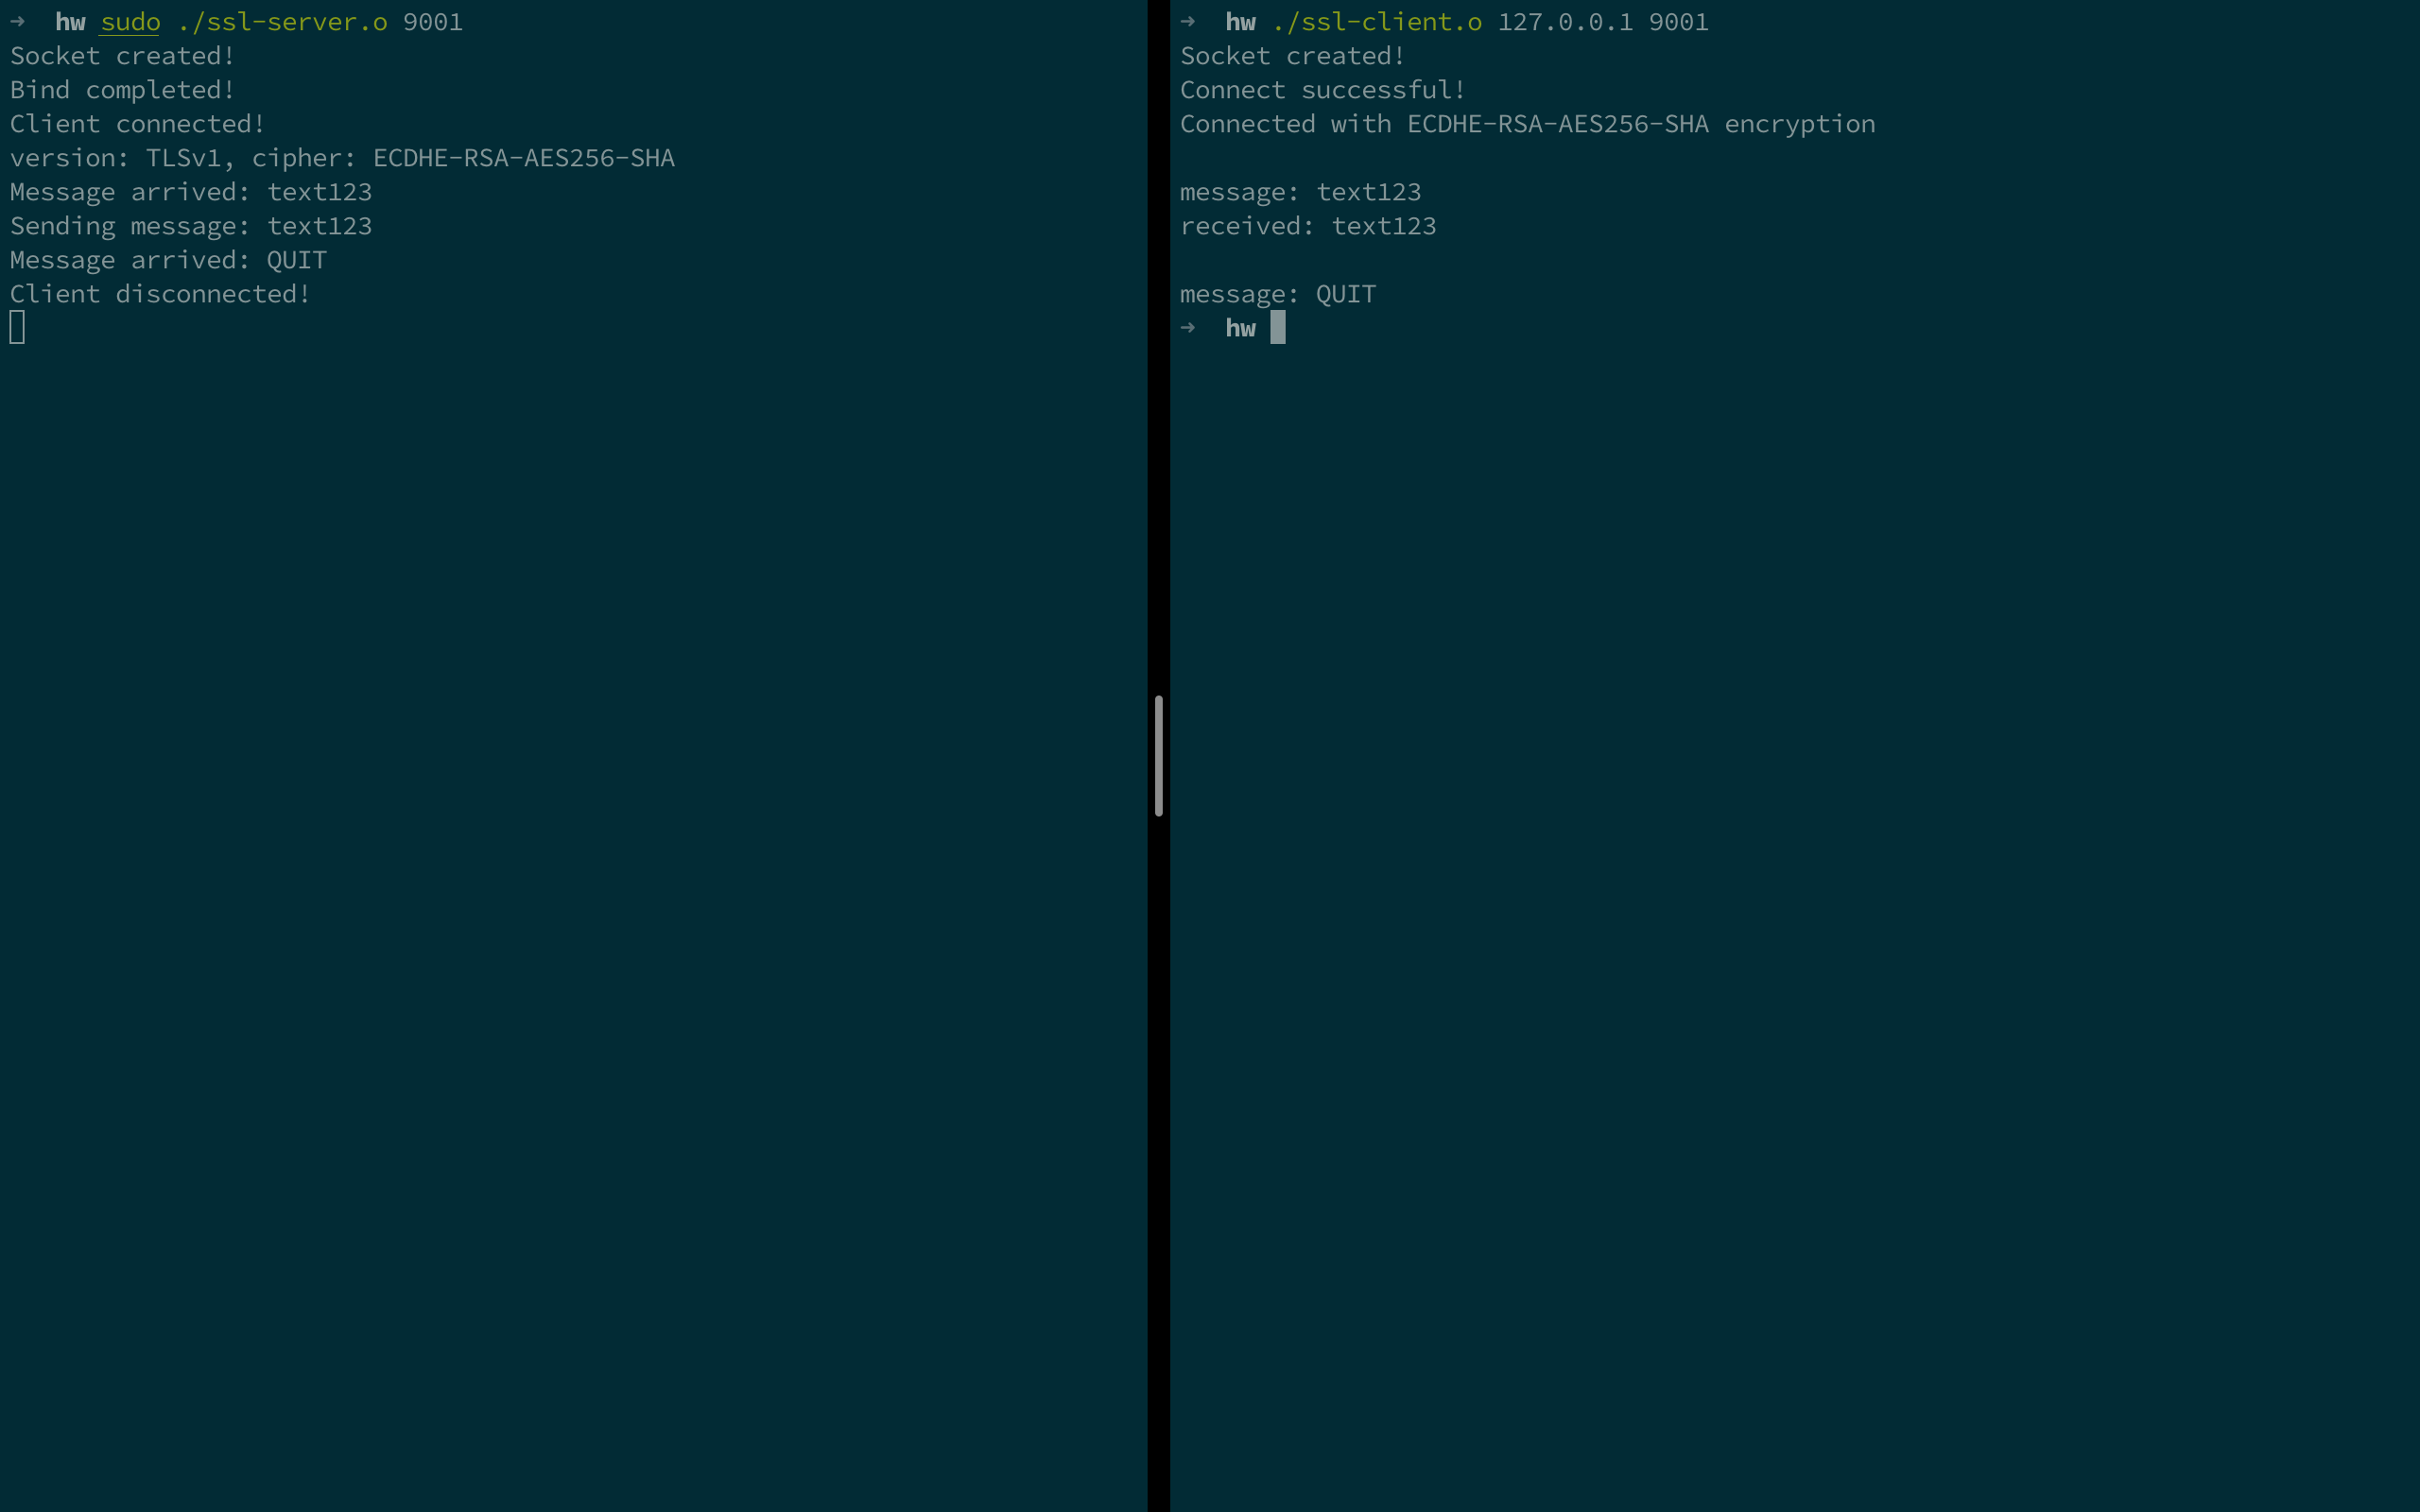 ➜  hw sudo ./ssl-server.o 9001
Socket created!
Bind completed!
Client connected!
version: TLSv1, cipher: ECDHE-RSA-AES256-SHA
Message arrived: text123
Sending message: text123
Message arrived: QUIT
Client disconnected!
➜  hw ./ssl-client.o 127.0.0.1 9001
Socket created!
Connect successful!
Connected with ECDHE-RSA-AES256-SHA encryption
message: text123
received: text123
message: QUIT
➜  hw